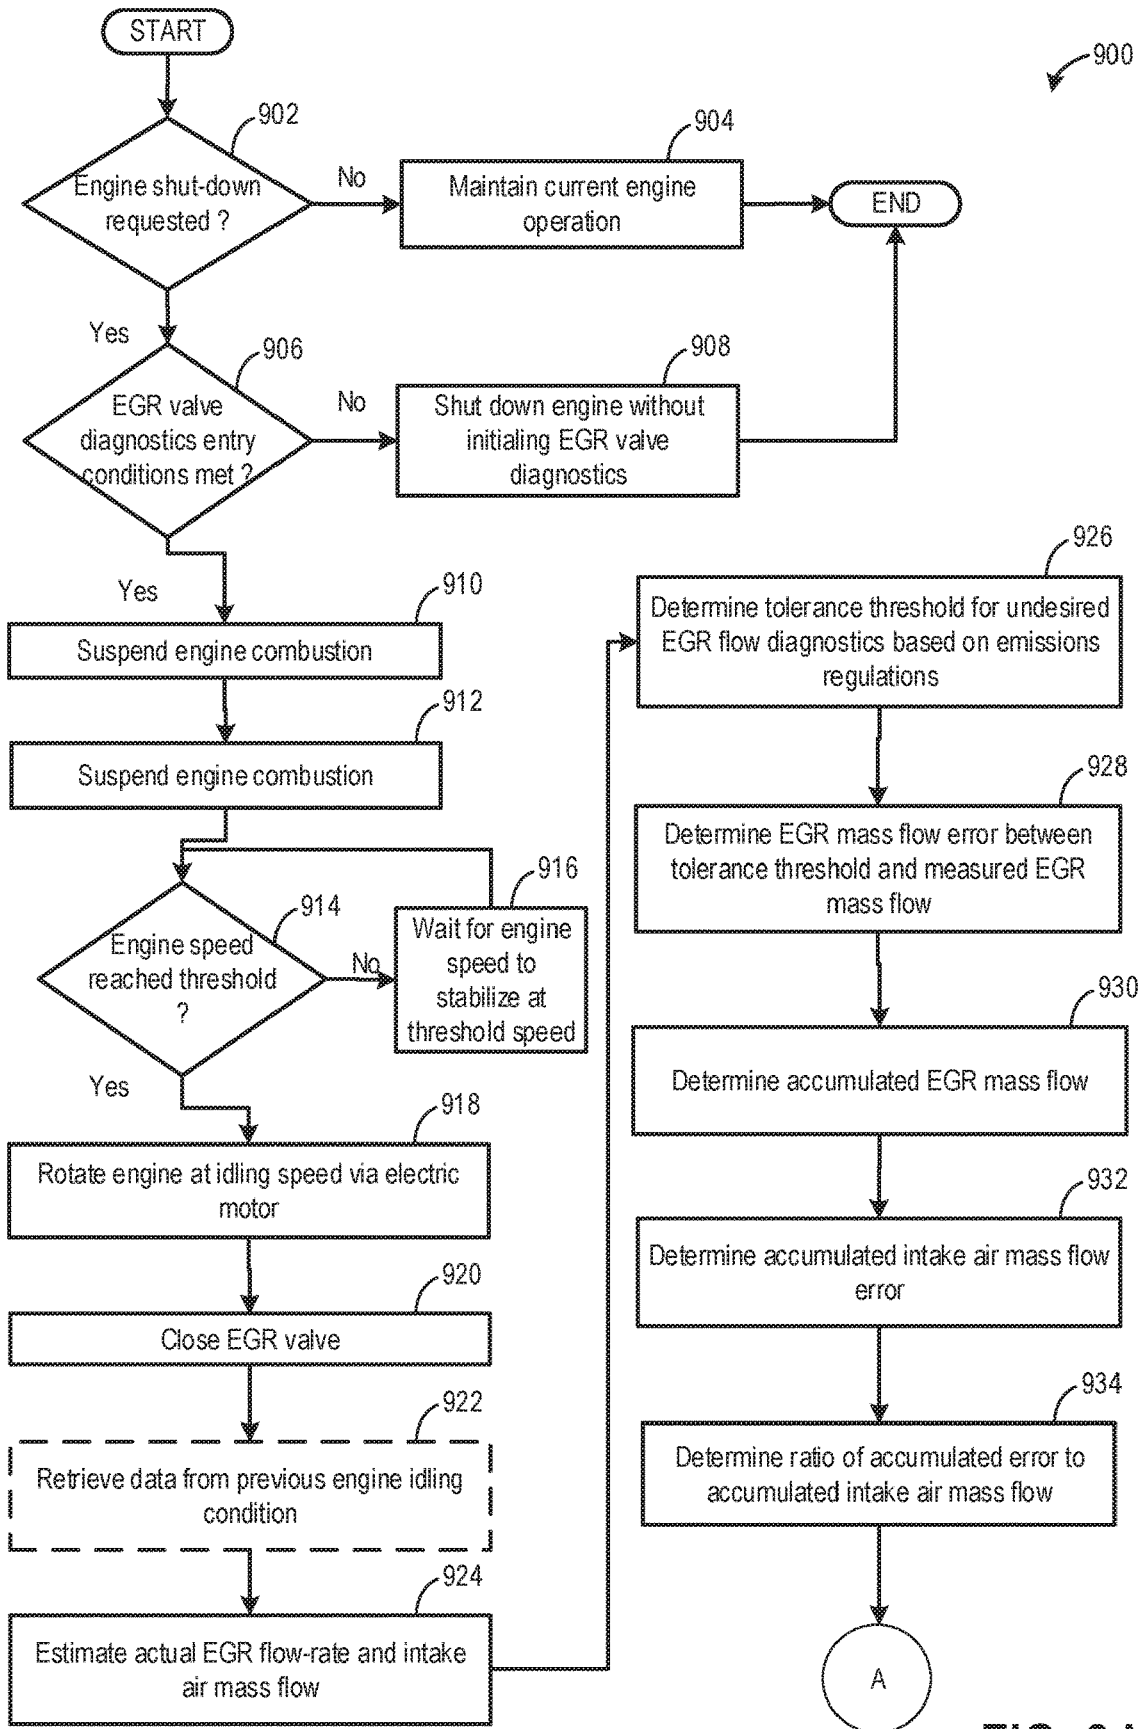 START
900
902
Engine shut-down
requested ?
No
904
Maintain current engine
operation
END
Yes
906
EGR valve
diagnostics entry
conditions met ?
No
908
Shut down engine without
initialing EGR valve
diagnostics
Yes
910
Suspend engine combustion
912
Suspend engine combustion
914
Engine speed
reached threshold
?
No
916
Wait for engine
speed to
stabilize at
threshold speed
Yes
918
Rotate engine at idling speed via electric
motor
920
Close EGR valve
922
Retrieve data from previous engine idling
condition
924
Estimate actual EGR flow-rate and intake
air mass flow
926
Determine tolerance threshold for undesired
EGR flow diagnostics based on emissions
regulations
928
Determine EGR mass flow error between
tolerance threshold and measured EGR
mass flow
930
Determine accumulated EGR mass flow
932
Determine accumulated intake air mass flow
error
934
Determine ratio of accumulated error to
accumulated intake air mass flow
A